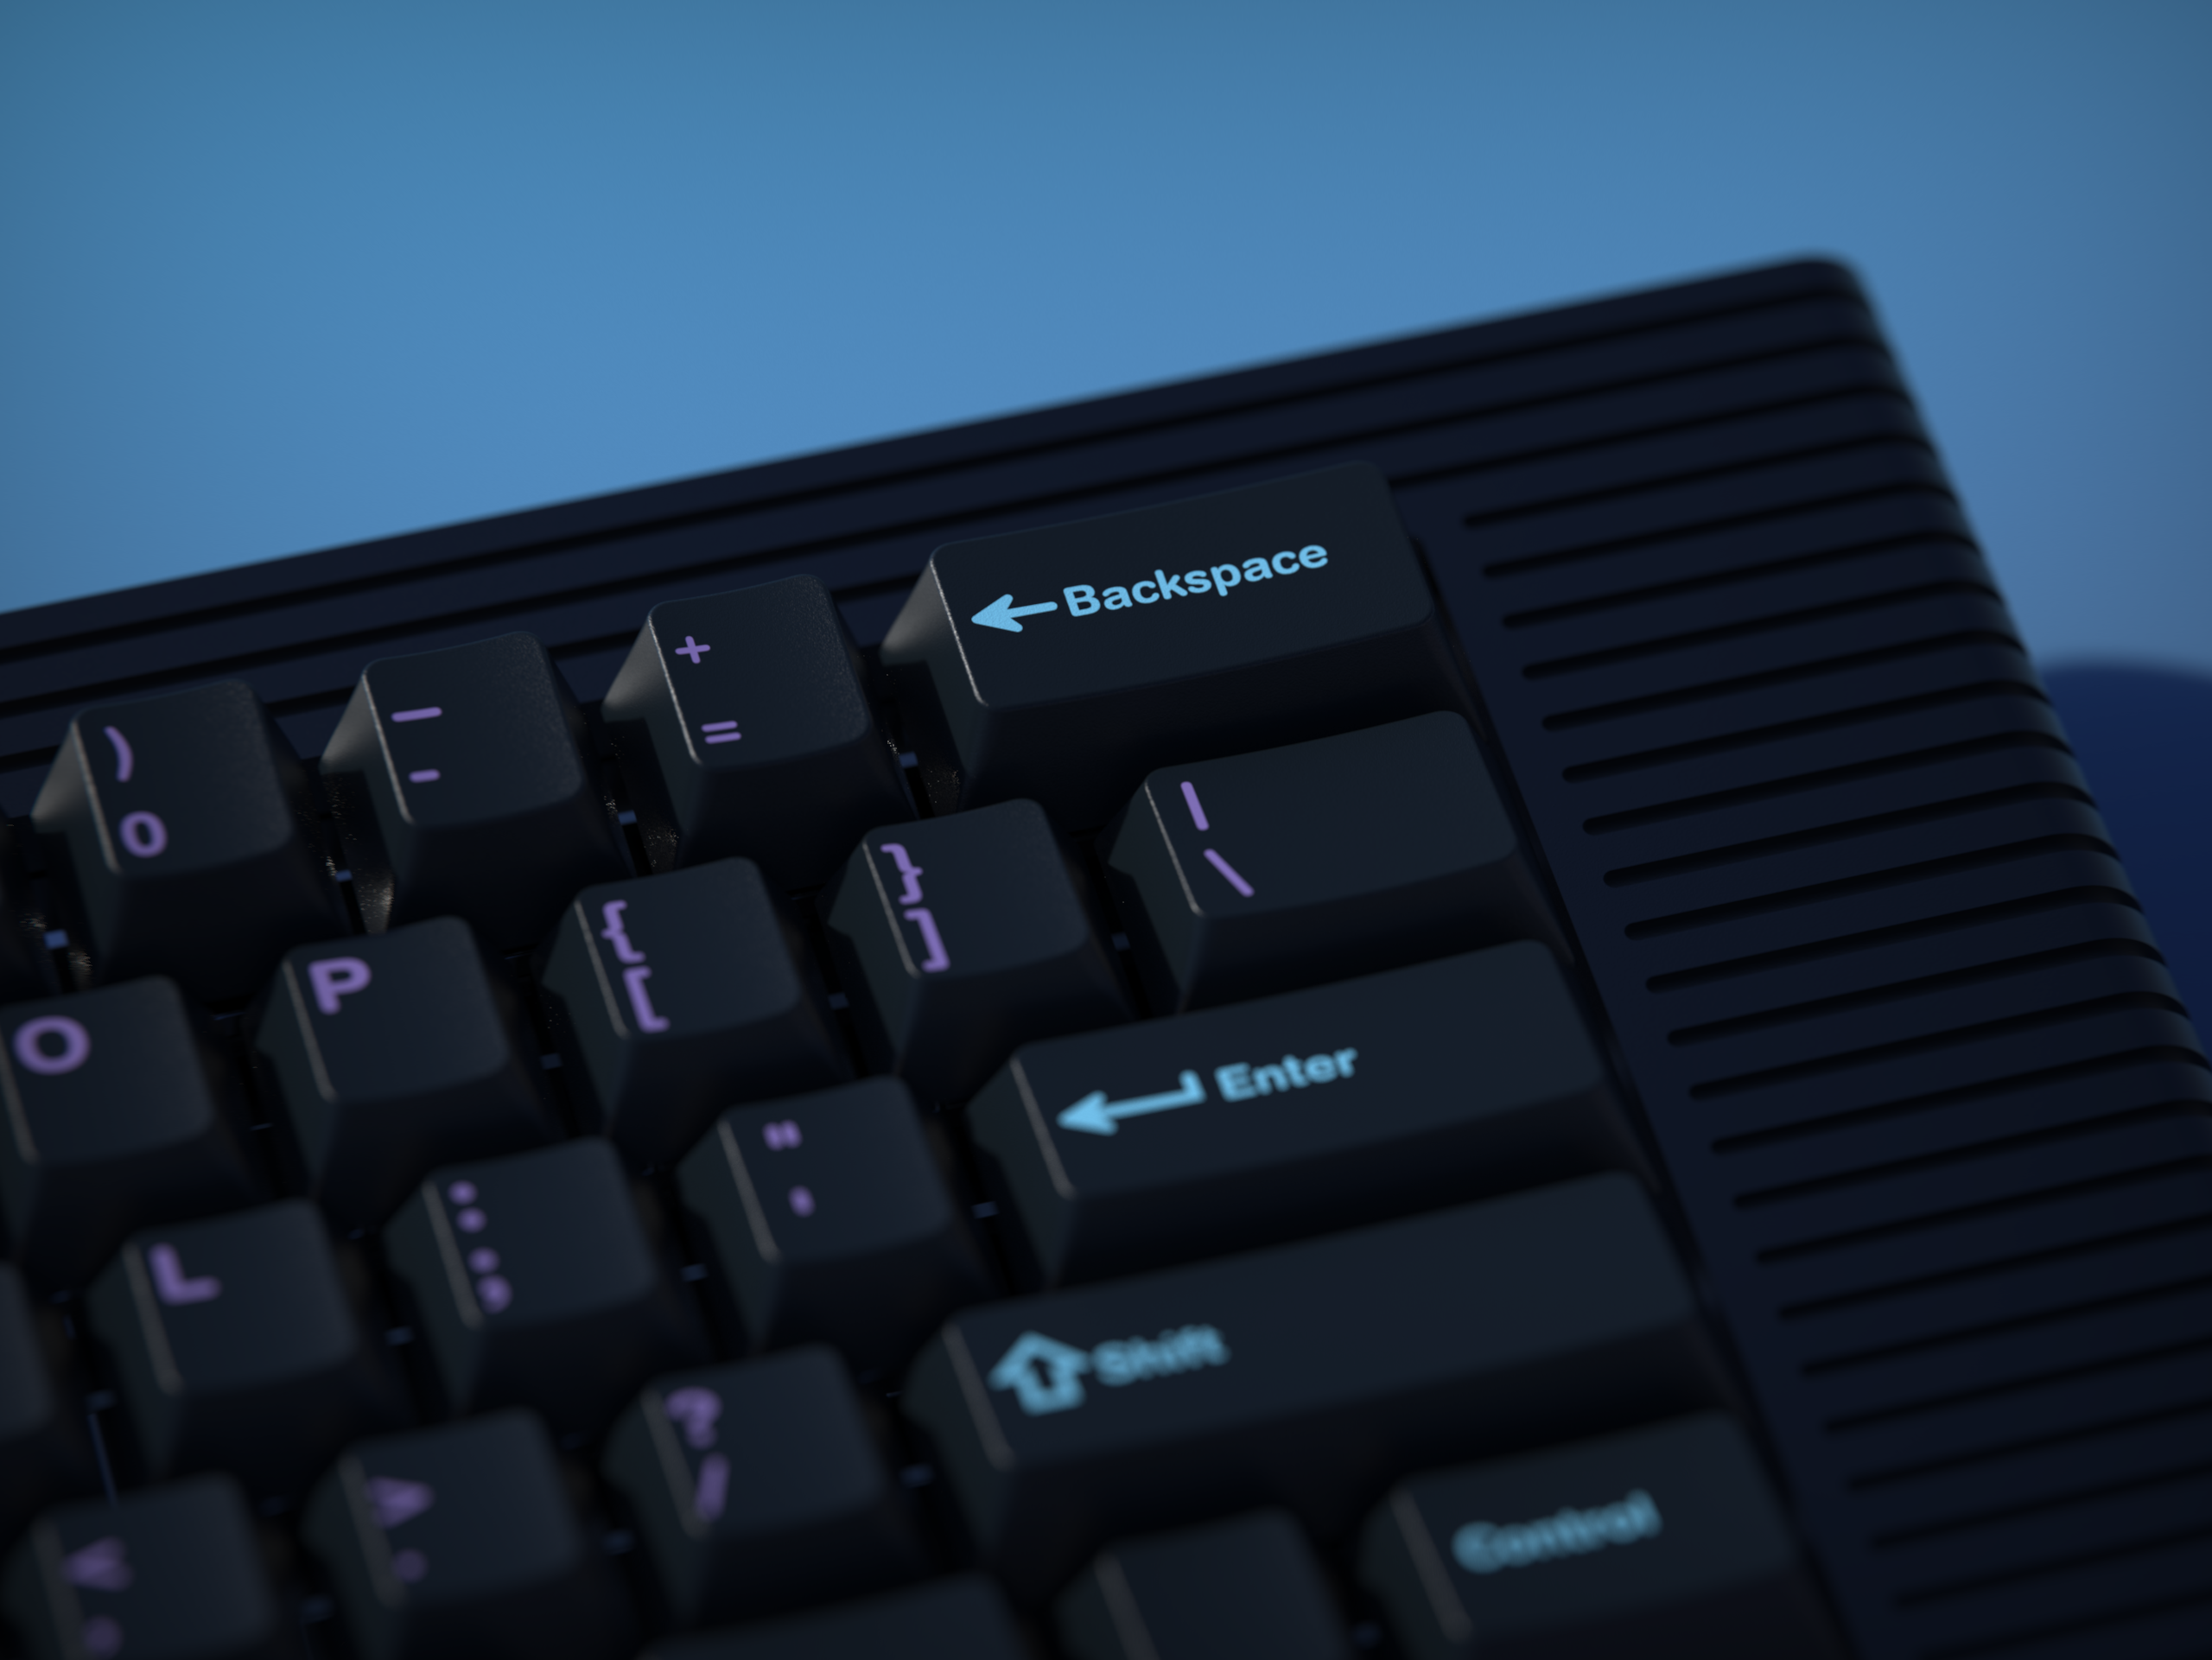 ) 0
_ -
+ =
← Backspace
O
P
{ [
} ]
| \
L
: ;
" '
Enter
< ,
> .
? /
Shift
Control